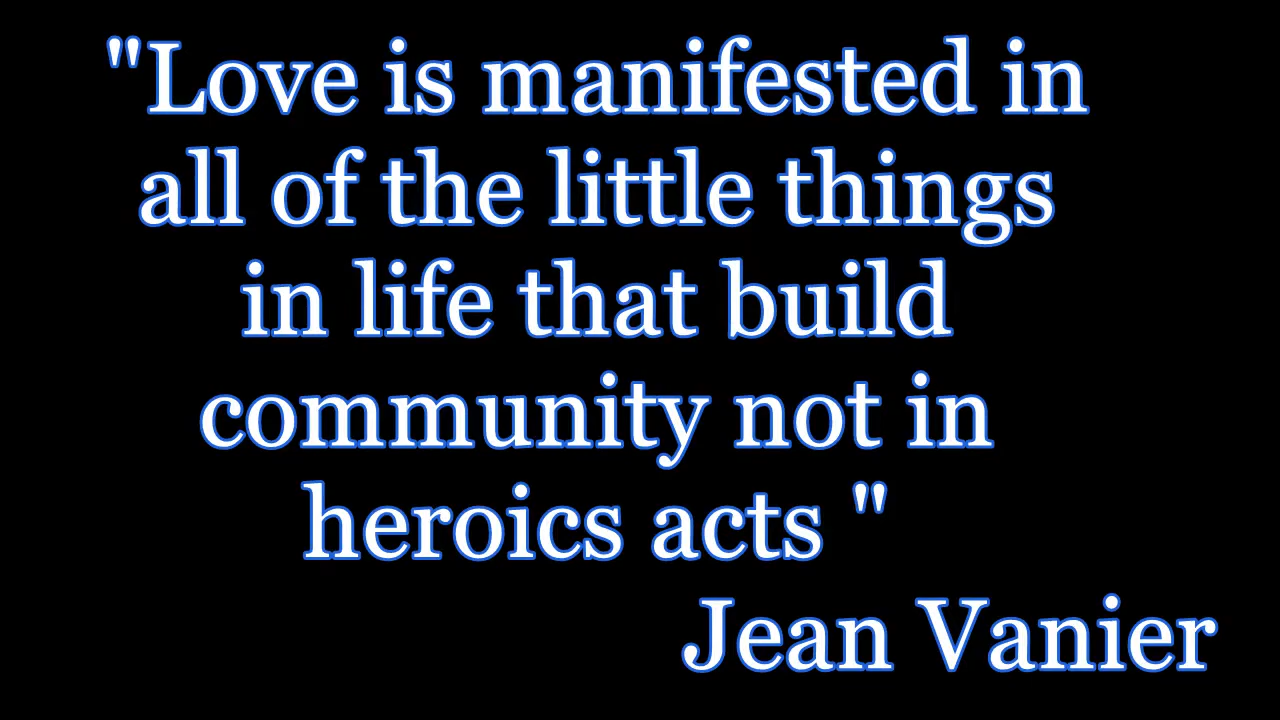 "Love is manifested in
all of the little things
in life that build
community not in
heroics acts "
Jean Vanier